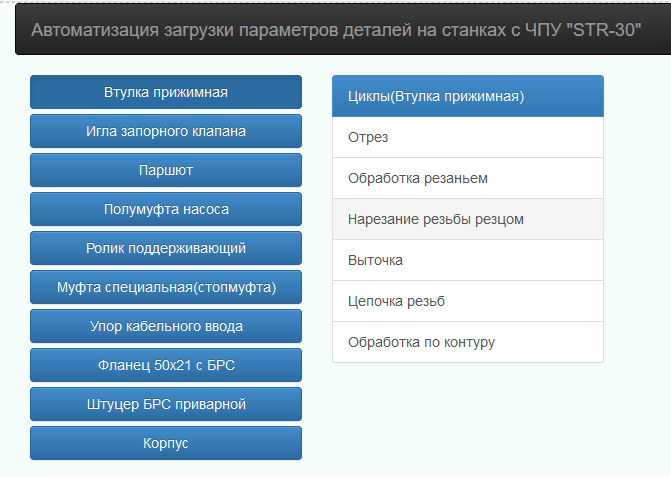 Автоматизация загрузки параметров деталей на станках с ЧПУ "STR-30"
Втулка прижимная
Игла запорного клапана
Паршют
Полумуфта насоса
Ролик поддерживающий
Муфта специальная(стопмуфта)
Упор кабельного ввода
Фланец 50х21 с БРС
Штуцер БРС приварной
Корпус
Циклы(Втулка прижимная)
Отрез
Обработка резаньем
Нарезание резьбы резцом
Выточка
Цепочка резьб
Обработка по контуру